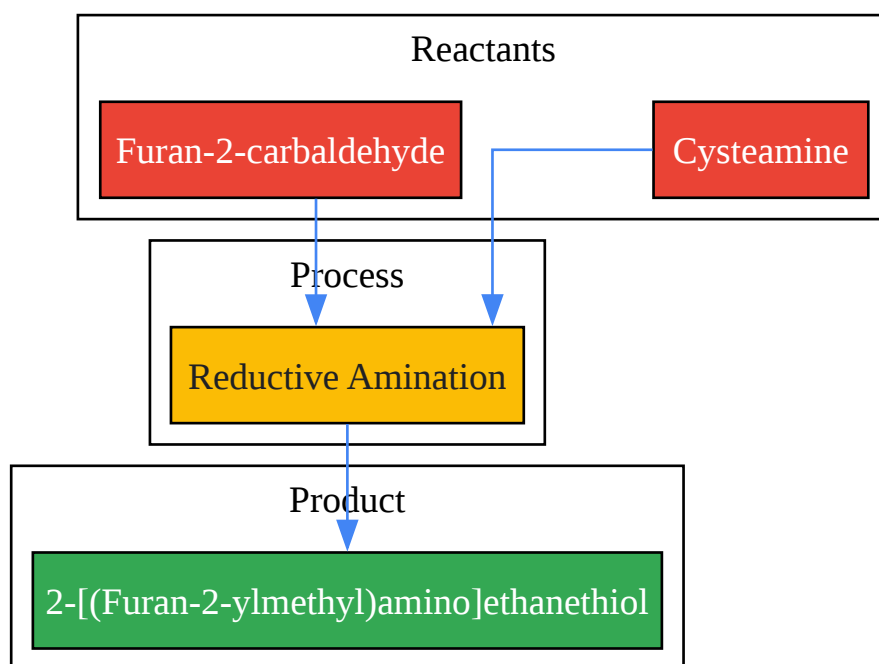 Reactants
Furan-2-carbaldehyde
Cysteamine
Process
Reductive Amination
Product
2-[(Furan-2-ylmethyl)amino]ethanethiol